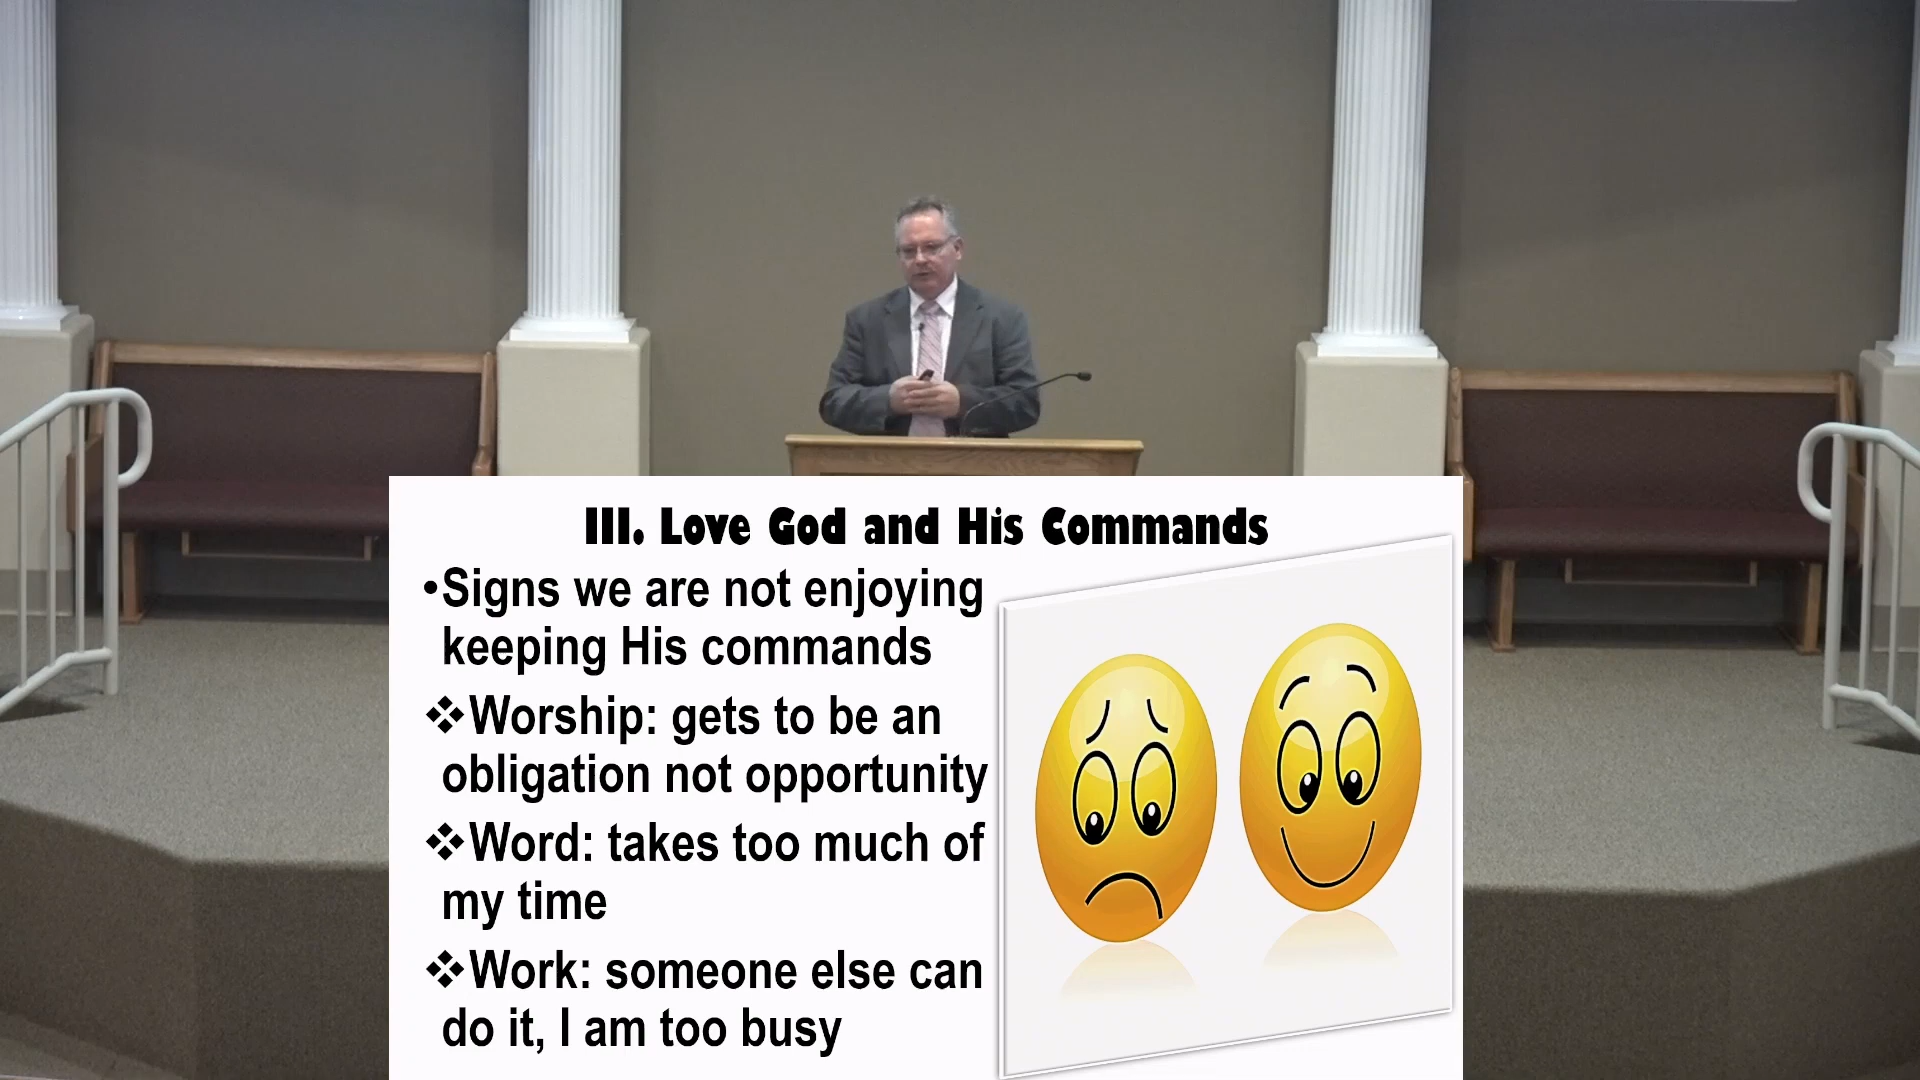 III. Love God and His Commands
•Signs we are not enjoying
keeping His commands
❖Worship: gets to be an
obligation not opportunity
❖Word: takes too much of
my time
❖Work: someone else can
do it, I am too busy